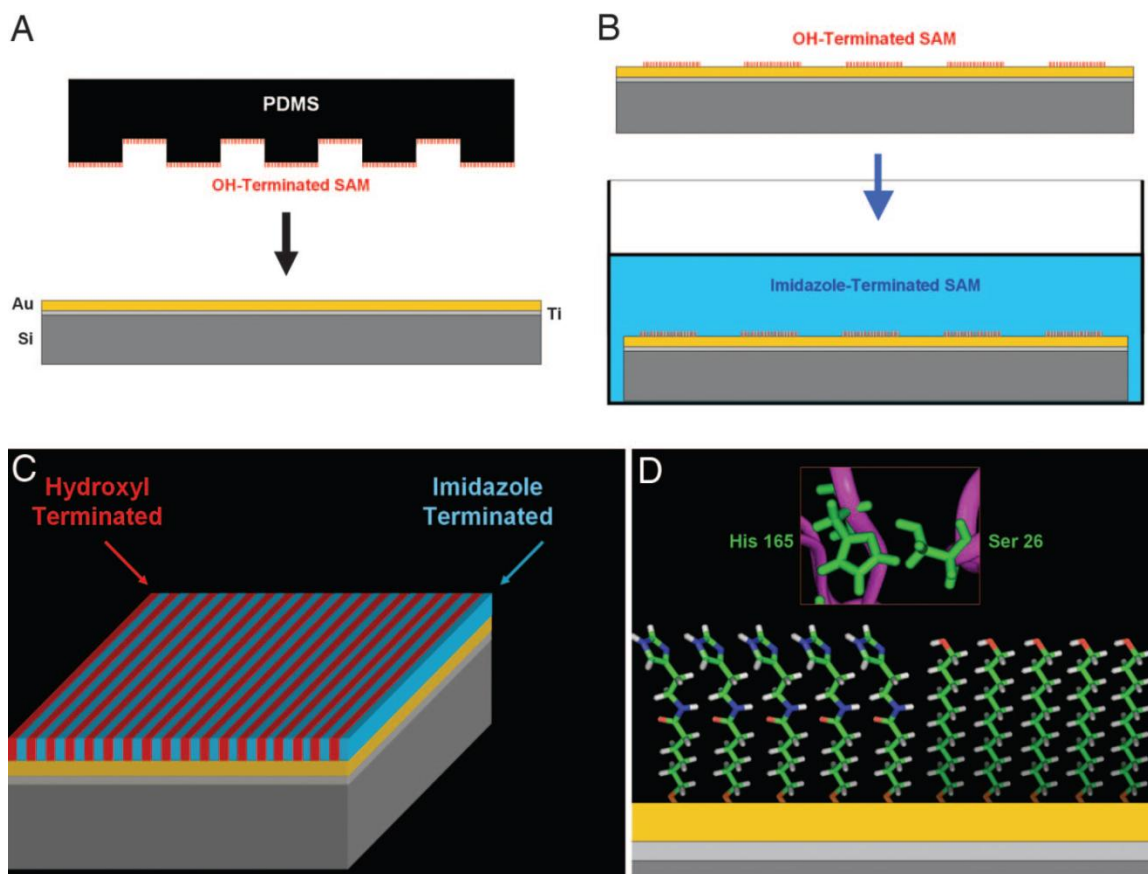 A
PDMS
OH-Terminated SAM
Au
Ti
Si
B
OH-Terminated SAM
Imidazole-Terminated SAM
C
Hydroxyl
Terminated
Imidazole
Terminated
D
His 165
Ser 26